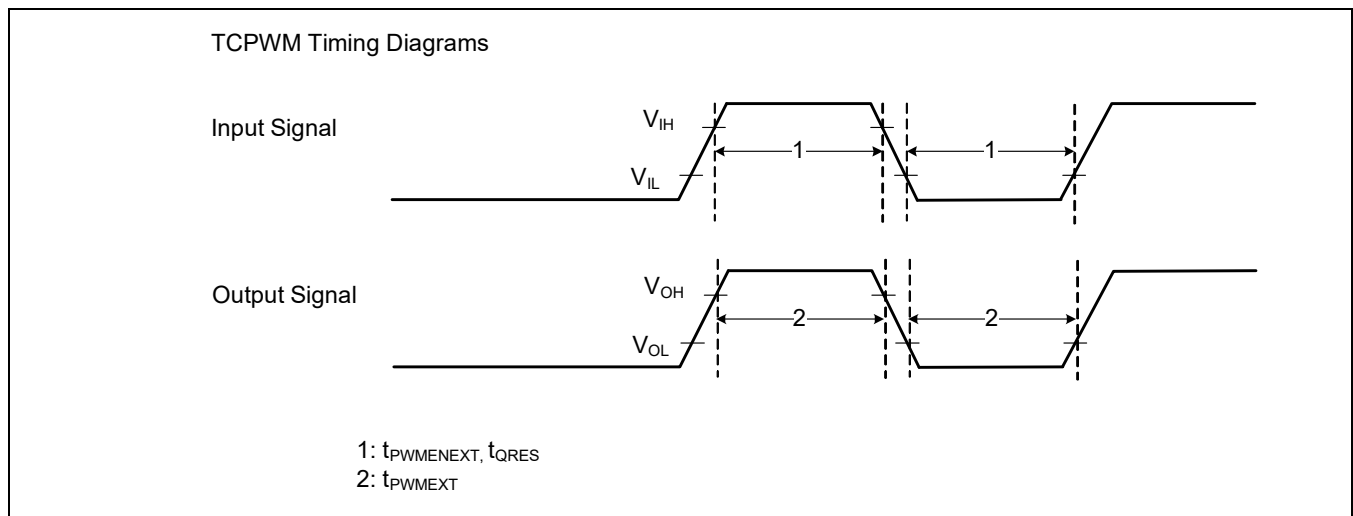 TCPWM Timing Diagrams
Input Signal
VIH
VIL
1
1
Output Signal
VOH
VOL
2
2
1: tPWMENEXT, tQRES
2: tPWMEXT